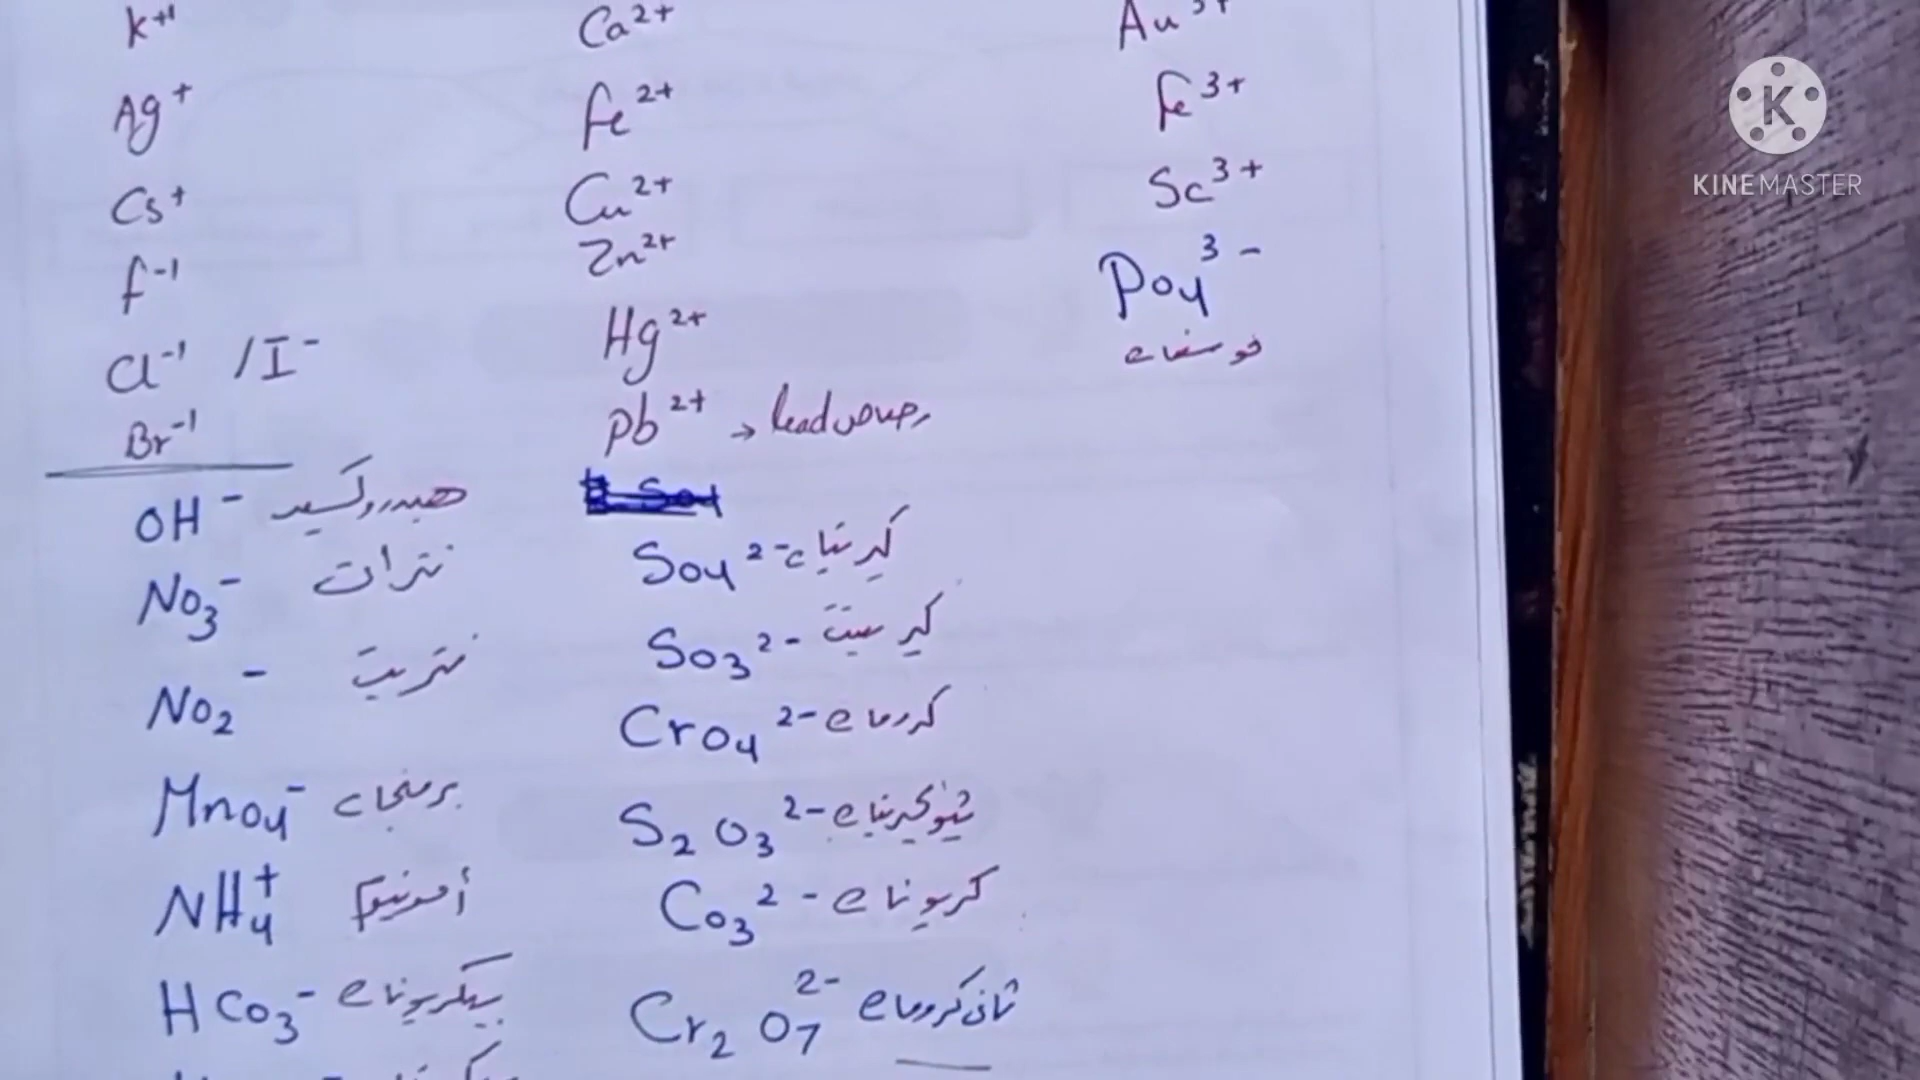 K+1
Ag+
Cs+
F-1
Cl-1 / I-
Br-1
OH- هيدروكسيد
NO3- نترات
NO2- نتريت
MnO4- برمنجات
NH4+ أمونيوم
HCO3- بيكربونات
Ca2+
Fe2+
Cu2+
Zn2+
Hg2+
Pb2+ → lead رصاص
SO4 2- كبريتات
SO3 2- كبريتيت
CrO4 2- كرومات
S2O3 2- ثيوكبريتات
CO3 2- كربونات
Cr2O7 2- ثاني كرومات
Au3+
Fe3+
Sc3+
PO4 3-
فوسفات
KINEMASTER